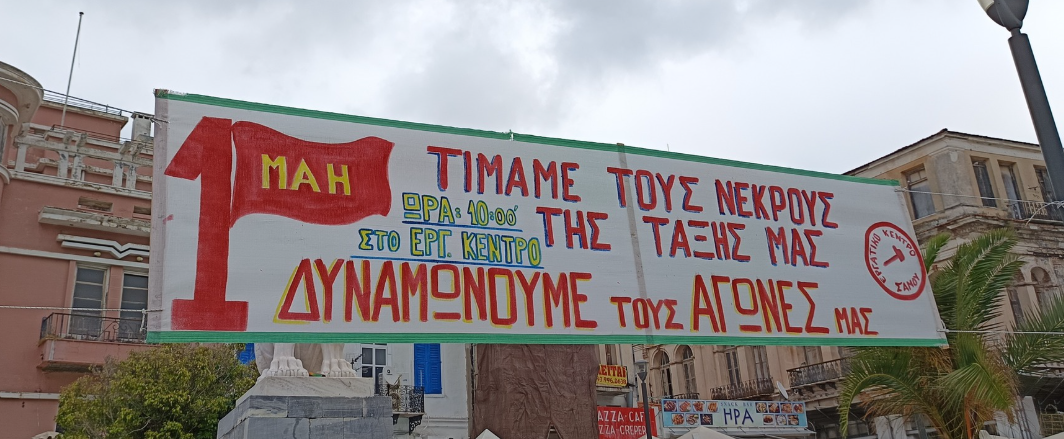 1
ΜΑΗ
ΤΙΜΑΜΕ ΤΟΥΣ ΝΕΚΡΟΥΣ
ΤΗΣ ΤΑΞΗΣ ΜΑΣ
ΩΡΑ: 10:00
ΣΤΟ ΕΡΓ. ΚΕΝΤΡΟ
ΔΥΝΑΜΩΝΟΥΜΕ ΤΟΥΣ ΑΓΩΝΕΣ ΜΑΣ
ΕΡΓΑΤΙΚΟ ΚΕΝΤΡΟ
ΣΑΜΟΥ
ΗΡΑ